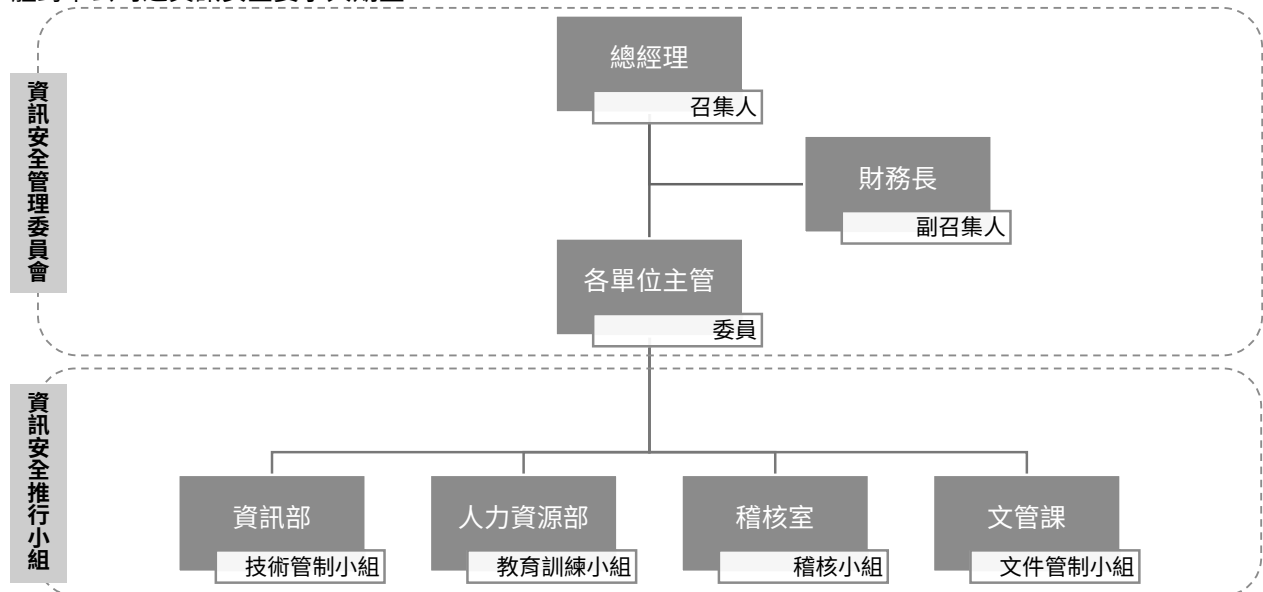 總經理
召集人
財務長
副召集人
各單位主管
委員
資訊安全管理委員會
資訊部
技術管制小組
人力資源部
教育訓練小組
稽核室
稽核小組
文管課
文件管制小組
資訊安全推行小組